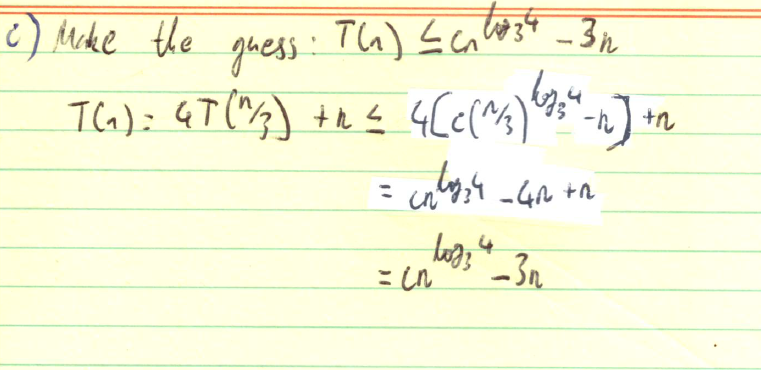 c) Make the guess: T(n) ≤ cn^{log_3 4} - 3n
T(n) = 4T(n/3) + n ≤ 4[c(n/3)^{log_3 4} - n] + n
= cn^{log_3 4} - 4n + n
= cn^{log_3 4} - 3n